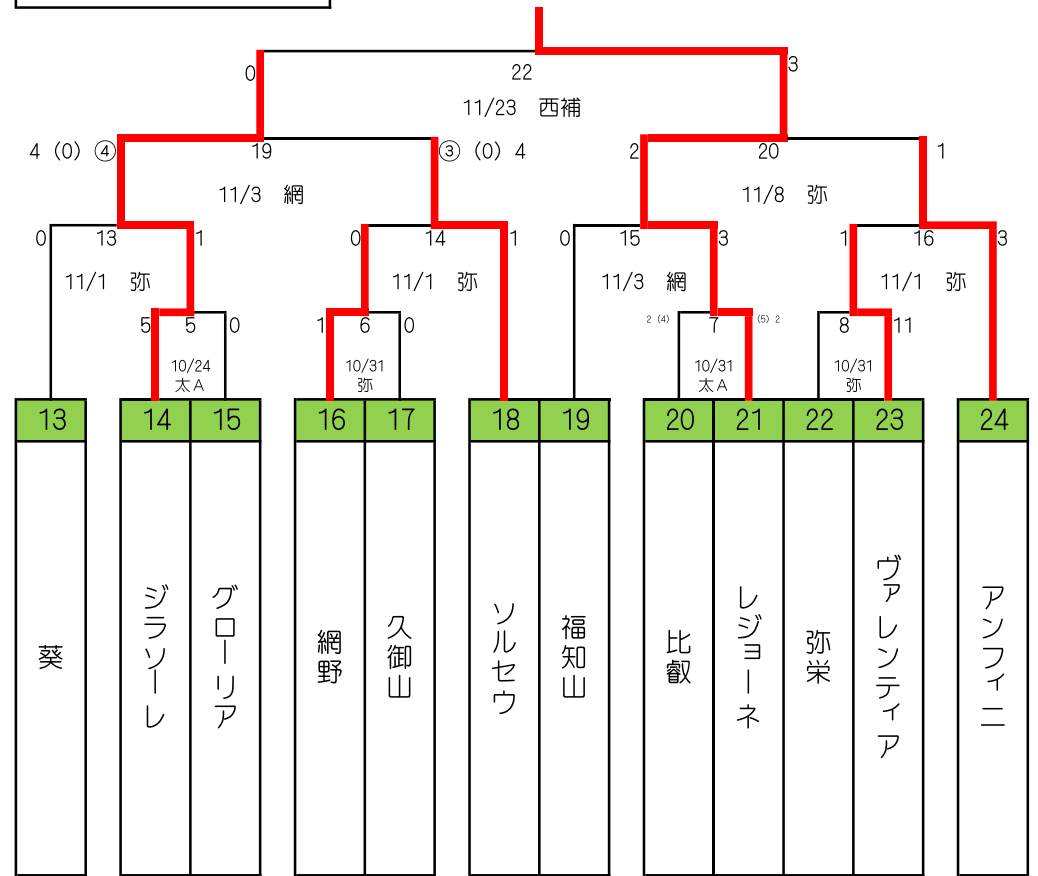 0 22 3
11/23 西補
4 (0) ④ 19 ③ (0) 4 2 20 1
11/3 網 11/8 弥
0 13 1 0 14 1 0 15 3 1 16 3
11/1 弥 11/1 弥 11/3 網 11/1 弥
5 5 0 1 6 0 2 (4) 7 (5) 2 8 11
10/24 10/31 10/31 10/31
太A 弥 太A 弥
13 14 15 16 17 18 19 20 21 22 23 24
葵
ジラソーレ
グローリア
網野
久御山
ソルセウ
福知山
比叡
レジョーネ
弥栄
ヴァレンティア
アンフィニ